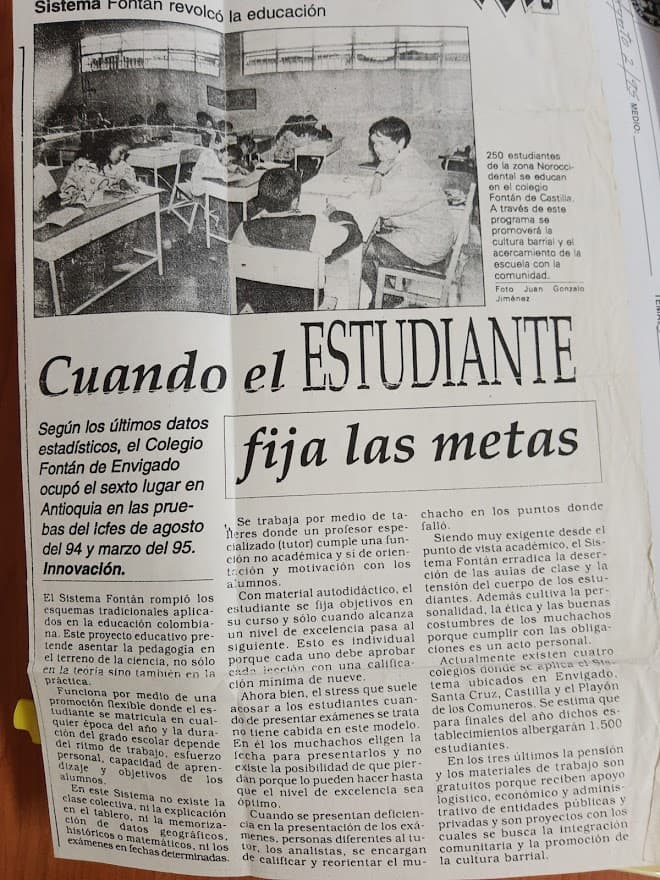 Sistema Fontán revolcó la educación
250 estudiantes
de la zona Norocci-
dental se educan
en el colegio
Fontán de Castilla.
A través de este
programa se
promoverá la
cultura barrial y el
acercamiento de la
escuela con la
comunidad.
Foto Juan Gonzalo
Jiménez
MEDIO:
Cuando el ESTUDIANTE
fija las metas
Según los últimos datos
estadísticos, el Colegio
Fontán de Envigado
ocupó el sexto lugar en
Antioquia en las prue-
bas del Icfes de agosto
del 94 y marzo del 95.
Innovación.
El Sistema Fontán rompió los
esquemas tradicionales aplica-
dos en la educación colombia-
na. Este proyecto educativo pre-
tende asentar la pedagogía en
el terreno de la ciencia, no sólo
en la teoría sino también en la
práctica.
Funciona por medio de una
promoción flexible donde el es-
tudiante se matricula en cual-
quier época del año y la dura-
ción del grado escolar depende
del ritmo de trabajo, esfuerzo
personal, capacidad de apren-
dizaje y objetivos de los
alumnos.
En este Sistema no existe la
clase colectiva, ni la explicación
en el tablero, ni la memoriza-
ción de datos geográficos,
históricos o matemáticos, ni los
exámenes en fechas determinadas.
Se trabaja por medio de ta-
lleres donde un profesor espe-
cializado (tutor) cumple una fun-
ción no académica y sí de orien-
tación y motivación con los
alumnos.
Con material autodidáctico, el
estudiante se fija objetivos en
su curso y sólo cuando alcanza
un nivel de excelencia pasa al
siguiente. Esto es individual
porque cada uno debe aprobar
cada lección con una califica-
ción mínima de nueve.
Ahora bien, el stress que suele
acosar a los estudiantes cuan-
do de presentar exámenes se trata
no tiene cabida en este modelo.
En él los muchachos eligen la
fecha para presentarlos y no
existe la posibilidad de que pier-
dan porque lo pueden hacer hasta
que el nivel de excelencia sea
óptimo.
Cuando se presentan deficien-
cia en la presentación de los exá-
menes, personas diferentes al tu-
tor, los analistas, se encargan
de calificar y reorientar el mu-
chacho en los puntos donde
falló.
Siendo muy exigente desde el
punto de vista académico, el Sis-
tema Fontán erradica la deser-
ción de las aulas de clase y la
tensión del cuerpo de los estu-
diantes. Además cultiva la per-
sonalidad, la ética y las buenas
costumbres de los muchachos
porque cumplir con las obliga-
ciones es un acto personal.
Actualmente existen cuatro
colegios donde se aplica el Sis-
tema ubicados en Envigado,
Santa Cruz, Castilla y el Playón
de los Comuneros. Se estima que
para finales del año dichos es-
tablecimientos albergarán 1.500
estudiantes.
En los tres últimos la pensión
y los materiales de trabajo son
gratuitos porque reciben apoyo
logístico, económico y adminis-
trativo de entidades públicas y
privadas y son proyectos con los
cuales se busca la integración
comunitaria y la promoción de
la cultura barrial.